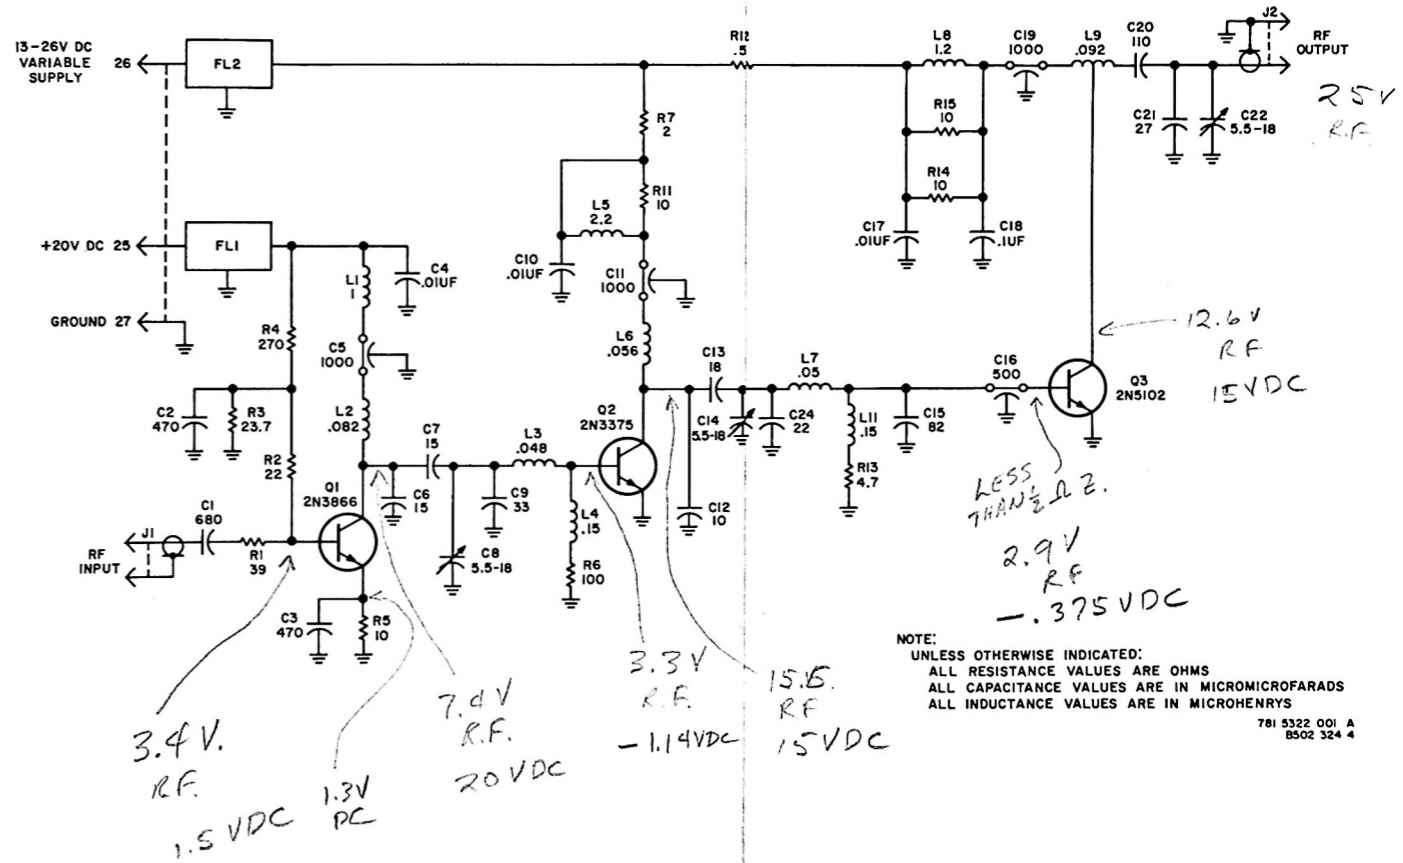 13-26V DC
VARIABLE
SUPPLY
26
FL2
R12
.5
L8
1.2
C19
1000
L9
.092
C20
110
J2
RF
OUTPUT
25V
R.F.
R7
2
R15
10
R14
10
C21
27
C22
5.5-18
R11
10
L5
2.2
C10
.01UF
C11
1000
C17
.01UF
C18
.1UF
+20V DC 25
FL1
L1
1
C4
.01UF
GROUND 27
R4
270
C5
1000
L6
.056
C13
18
L7
.05
C16
500
12.6V
RF
15VDC
Q3
2N5102
C2
470
R3
23.7
L2
.082
C7
15
L3
.048
Q2
2N3375
C14
5.5-18
C24
22
L11
.15
C15
82
R2
22
Q1
2N3866
C6
15
C9
33
R13
4.7
C1
680
J1
RF
INPUT
R1
39
C8
5.5-18
L4
.15
R6
100
C12
10
LESS
THAN ½ Ω Z.
2.9V
RF
-.375VDC
C3
470
R5
10
3.4V.
RF.
1.5 VDC
1.3V
DC
7.4V
R.F.
20VDC
3.3V
R.F.
-1.14VDC
RF
15VDC
NOTE:
UNLESS OTHERWISE INDICATED:
ALL RESISTANCE VALUES ARE OHMS
ALL CAPACITANCE VALUES ARE IN MICROMICROFARADS
ALL INDUCTANCE VALUES ARE IN MICROHENRYS
781 5322 001 A
B502 324 4